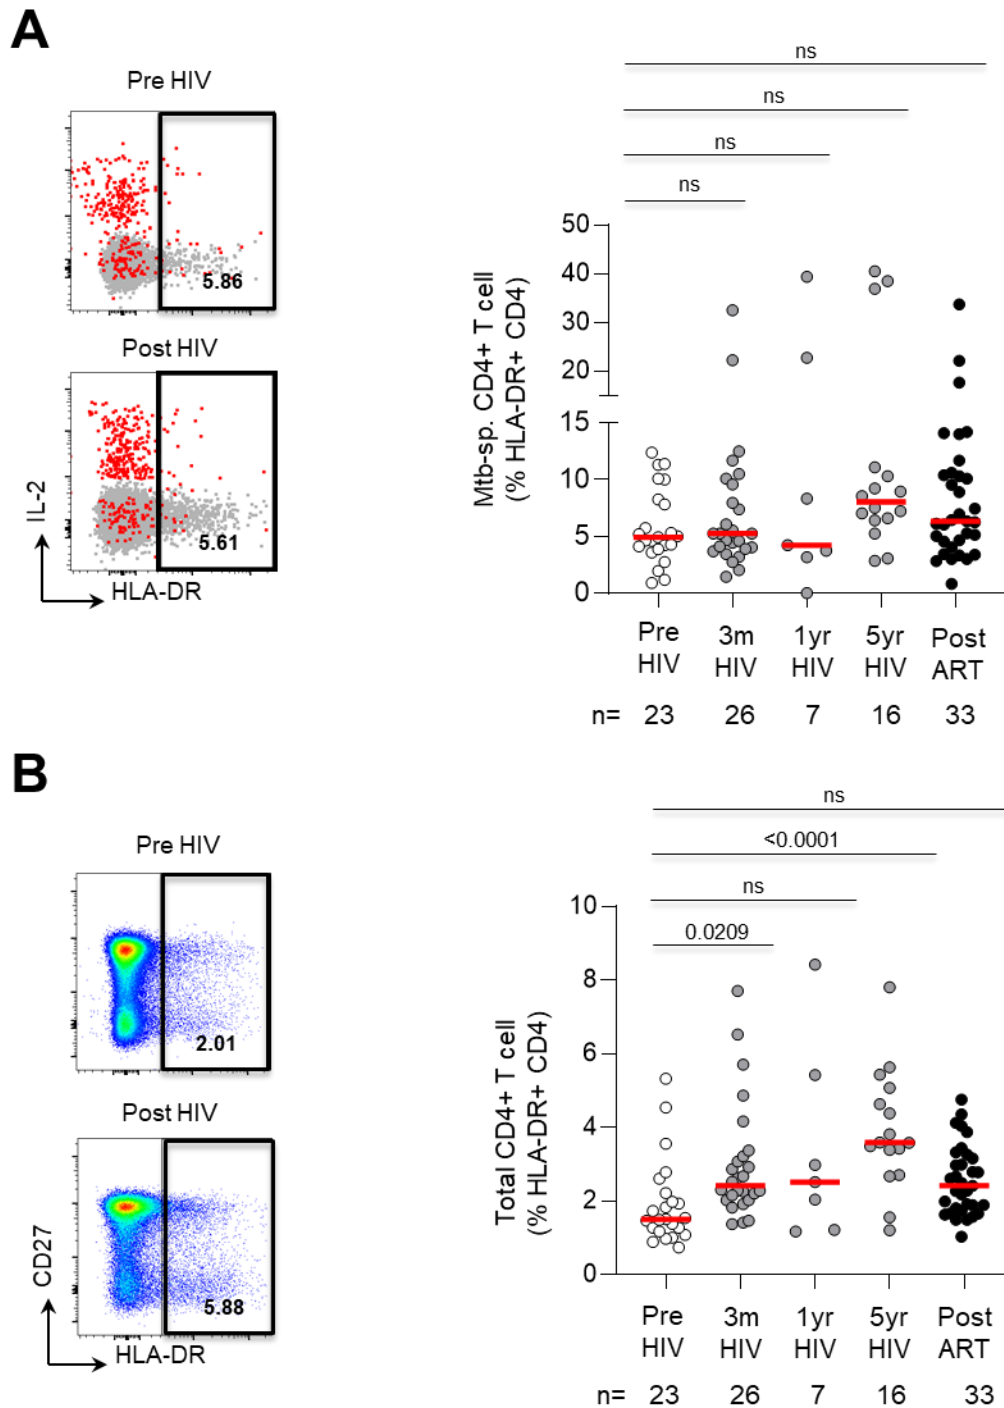 A
Pre HIV
5.86
Post HIV
5.61
IL-2
HLA-DR
ns
ns
ns
ns
Mtb-sp. CD4+ T cell
(% HLA-DR+ CD4)
50
40
30
20
15
10
5
0
Pre HIV
3m HIV
1yr HIV
5yr HIV
Post ART
n= 23 26 7 16 33
B
Pre HIV
2.01
Post HIV
5.88
CD27
HLA-DR
ns
<0.0001
ns
0.0209
Total CD4+ T cell
(% HLA-DR+ CD4)
10
8
6
4
2
0
Pre HIV
3m HIV
1yr HIV
5yr HIV
Post ART
n= 23 26 7 16 33